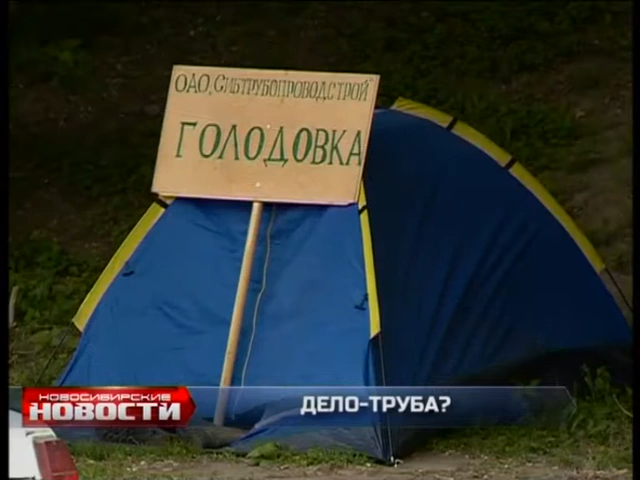 ОАО „СИБТРУБОПРОВОДСТРОЙ"
ГОЛОДОВКА
НОВОСИБИРСКИЕ
НОВОСТИ
ДЕЛО-ТРУБА?